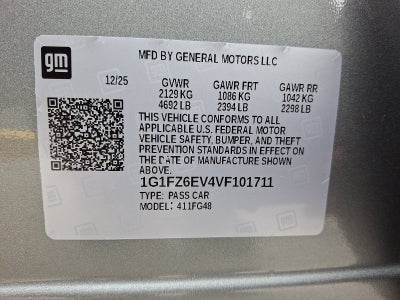 gm
MFD BY GENERAL MOTORS LLC
12/25 GVWR GAWR FRT GAWR RR
2129 KG 1086 KG 1042 KG
4692 LB 2394 LB 2298 LB
THIS VEHICLE CONFORMS TO ALL
APPLICABLE U.S. FEDERAL MOTOR
VEHICLE SAFETY, BUMPER, AND THEFT
PREVENTION STANDARDS IN EFFECT ON
THE DATE OF MANUFACTURE SHOWN
ABOVE.
1G1FZ6EV4VF101711
TYPE: PASS CAR
MODEL: 411FG48